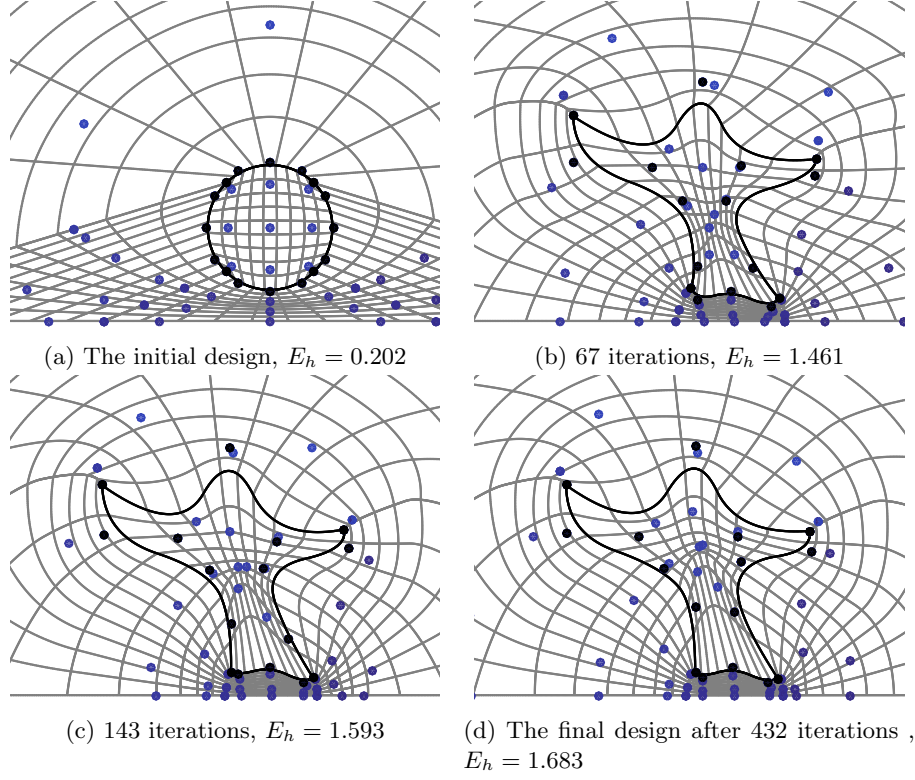 (a) The initial design, E_h = 0.202
(b) 67 iterations, E_h = 1.461
(c) 143 iterations, E_h = 1.593
(d) The final design after 432 iterations ,
E_h = 1.683